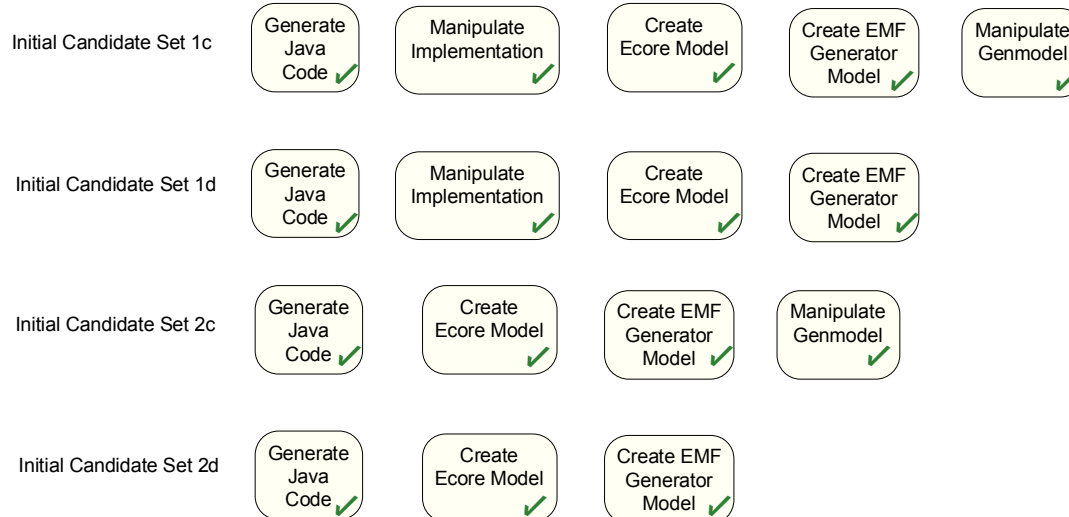 Initial Candidate Set 1c
Generate
Java
Code
Manipulate
Implementation
Create
Ecore Model
Create EMF
Generator
Model
Manipulate
Genmodel
Initial Candidate Set 1d
Generate
Java
Code
Manipulate
Implementation
Create
Ecore Model
Create EMF
Generator
Model
Initial Candidate Set 2c
Generate
Java
Code
Create
Ecore Model
Create EMF
Generator
Model
Manipulate
Genmodel
Initial Candidate Set 2d
Generate
Java
Code
Create
Ecore Model
Create EMF
Generator
Model